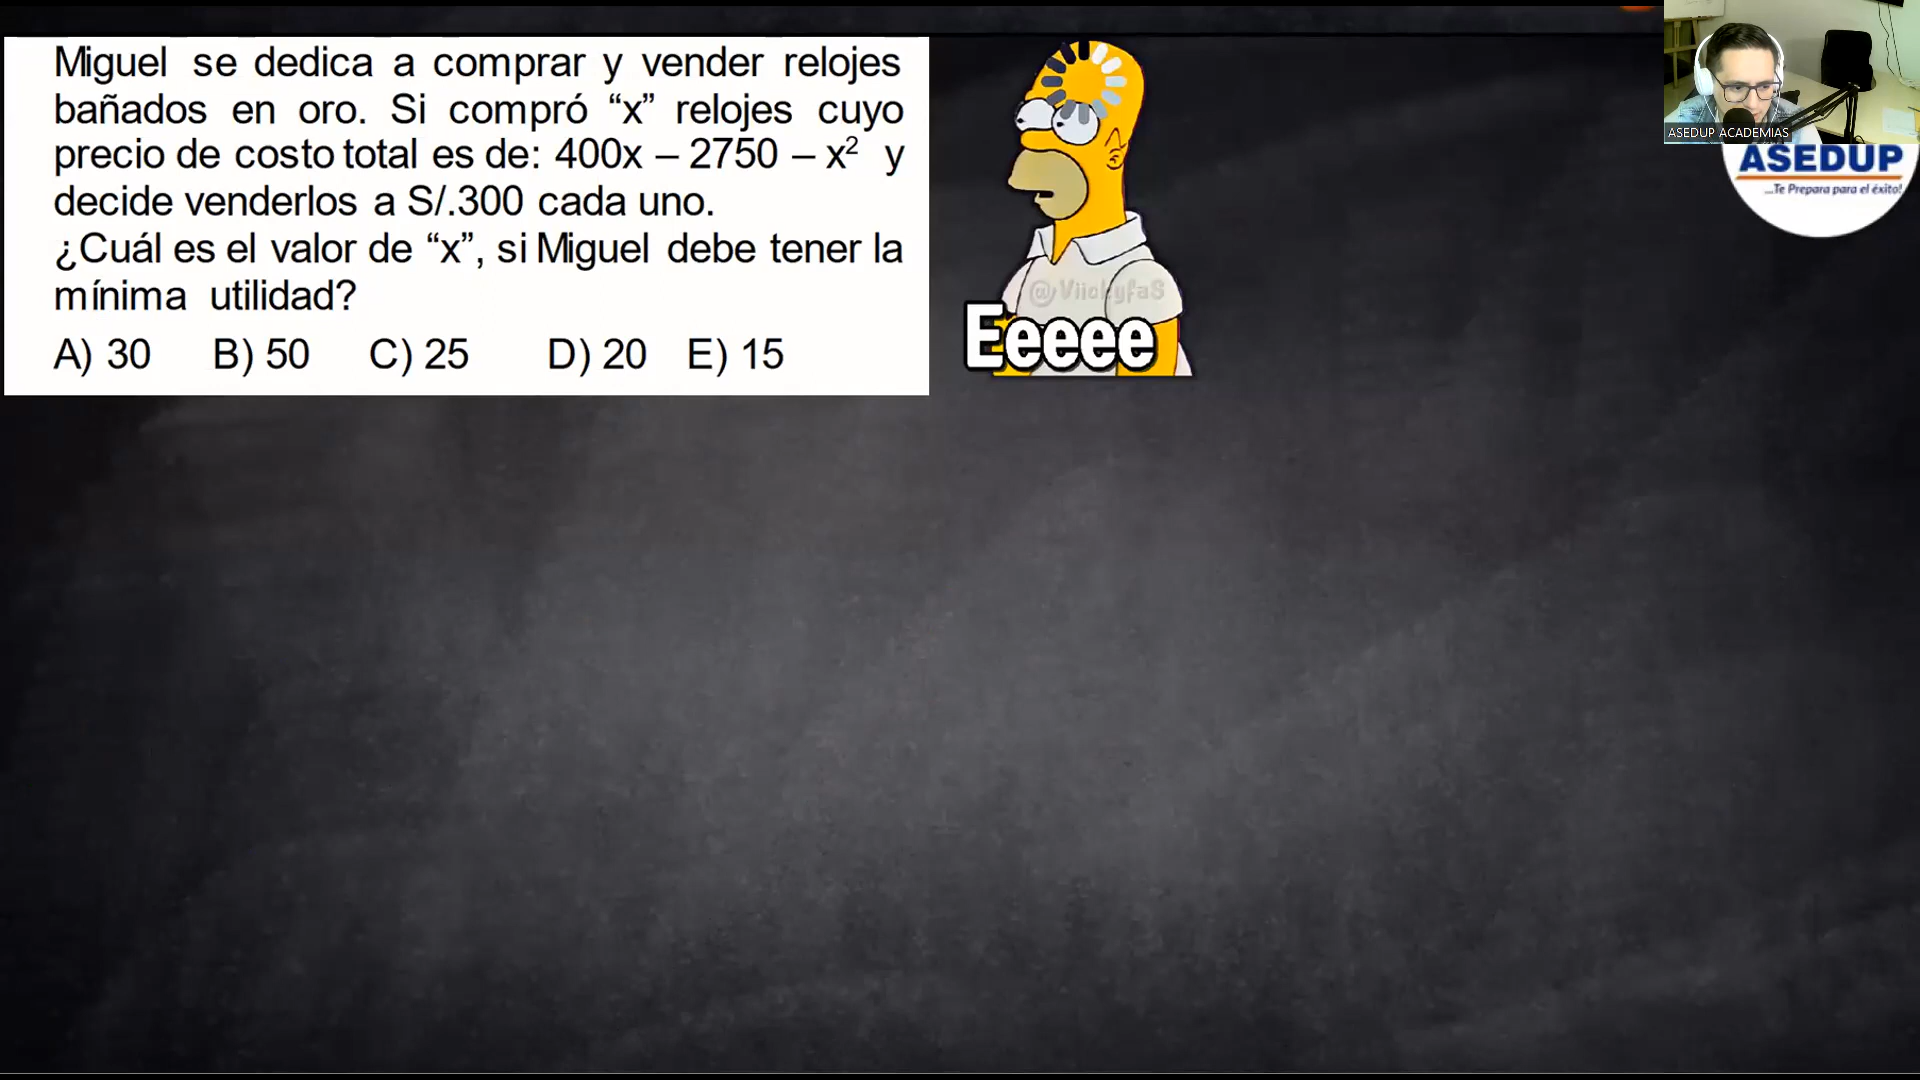 Miguel se dedica a comprar y vender relojes
bañados en oro. Si compró “x” relojes cuyo
precio de costo total es de: 400x – 2750 – x² y
decide venderlos a S/.300 cada uno.
¿Cuál es el valor de “x”, si Miguel debe tener la
mínima utilidad?
A) 30 B) 50 C) 25 D) 20 E) 15
@ViickyfaS
Eeeee
ASEDUP ACADEMIAS
ASEDUP
...Te Prepara para el éxito!